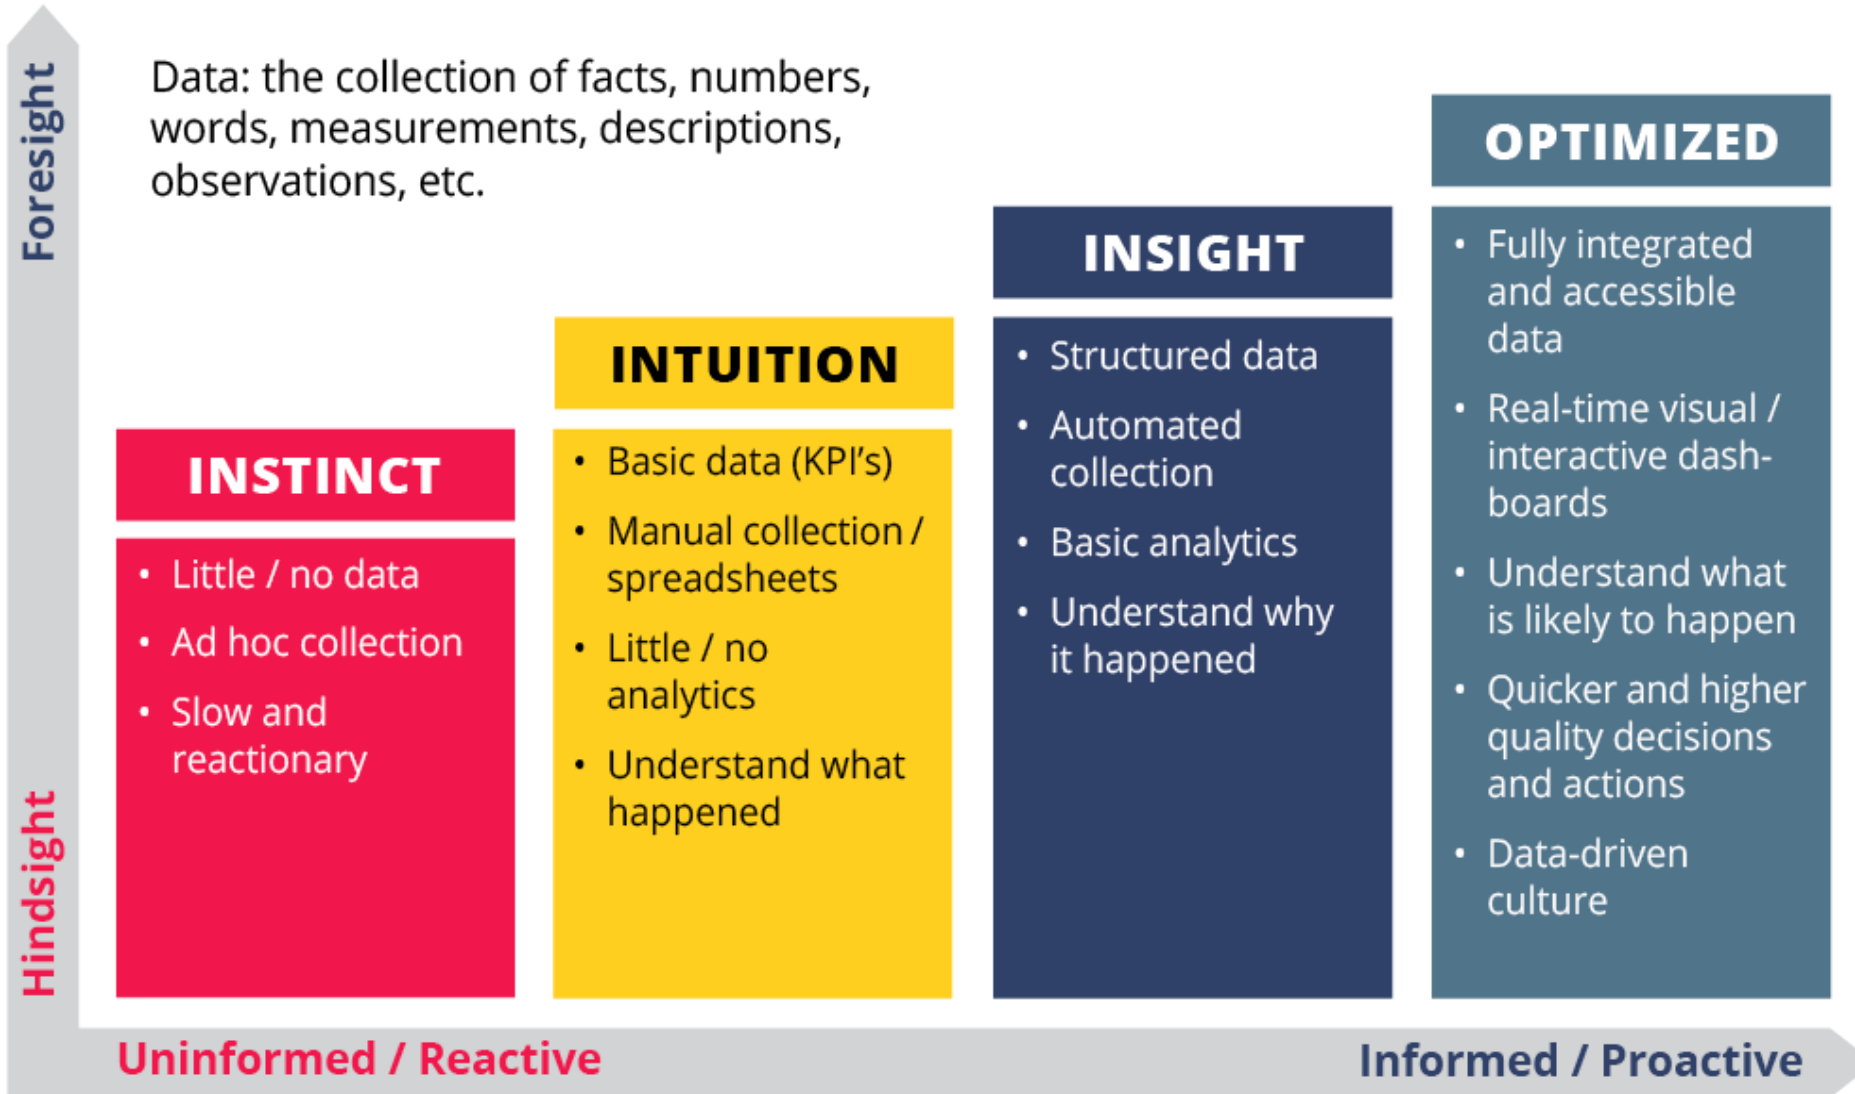 Foresight
Hindsight
Data: the collection of facts, numbers,
words, measurements, descriptions,
observations, etc.
INSTINCT
• Little / no data
• Ad hoc collection
• Slow and
reactionary
INTUITION
• Basic data (KPI’s)
• Manual collection /
spreadsheets
• Little / no
analytics
• Understand what
happened
INSIGHT
• Structured data
• Automated
collection
• Basic analytics
• Understand why
it happened
OPTIMIZED
• Fully integrated
and accessible
data
• Real-time visual /
interactive dash-
boards
• Understand what
is likely to happen
• Quicker and higher
quality decisions
and actions
• Data-driven
culture
Uninformed / Reactive
Informed / Proactive